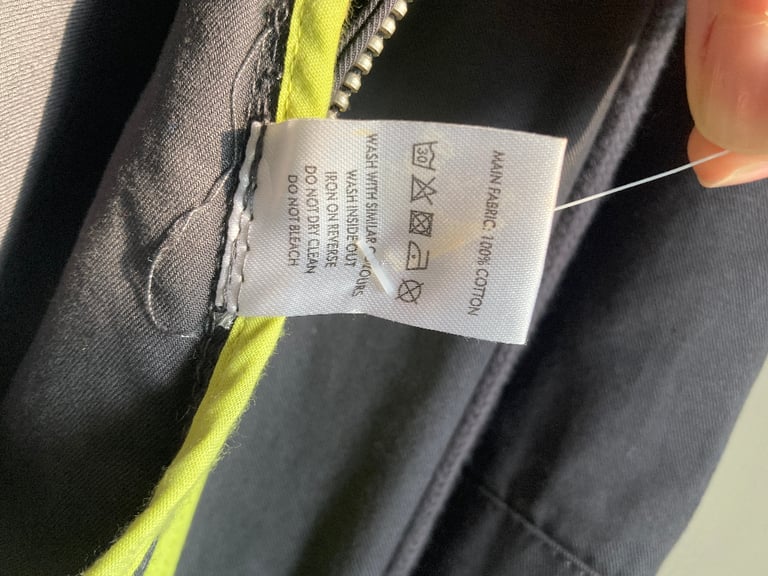 MAIN FABRIC: 100% COTTON
30
WASH WITH SIMILAR COLOURS
WASH INSIDE OUT
IRON ON REVERSE
DO NOT DRY CLEAN
DO NOT BLEACH